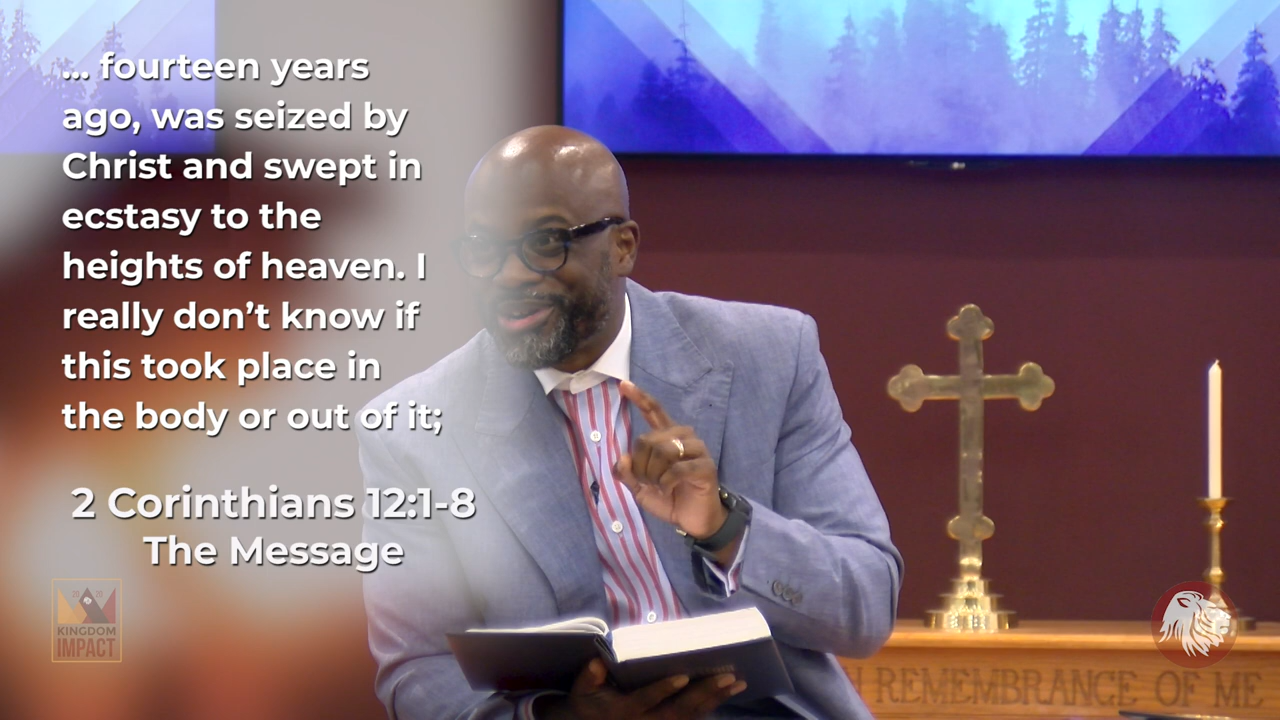 ... fourteen years
ago, was seized by
Christ and swept in
ecstasy to the
heights of heaven. I
really don’t know if
this took place in
the body or out of it;
2 Corinthians 12:1-8
The Message
20 20
KINGDOM
IMPACT
REMEMBRANCE OF ME